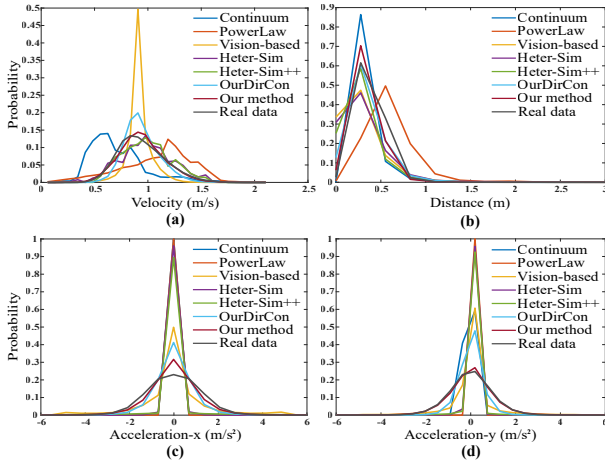 Probability
0.5
0.45
0.4
0.35
0.3
0.25
0.2
0.15
0.1
0.05
0
0 0.5 1 1.5 2 2.5
Velocity (m/s)
(a)
Continuum
PowerLaw
Vision-based
Heter-Sim
Heter-Sim++
OurDirCon
Our method
Real data
0.9
0.8
0.7
0.6
0.5
0.4
0.3
0.2
0.1
0
0 0.5 1 1.5 2 2.5 3
Distance (m)
(b)
Continuum
PowerLaw
Vision-based
Heter-Sim
Heter-Sim++
OurDirCon
Our method
Real data
Probability
1
0.9
0.8
0.7
0.6
0.5
0.4
0.3
0.2
0.1
0
-6 -4 -2 0 2 4 6
Acceleration-x (m/s²)
(c)
Continuum
PowerLaw
Vision-based
Heter-Sim
Heter-Sim++
OurDirCon
Our method
Real data
1
0.9
0.8
0.7
0.6
0.5
0.4
0.3
0.2
0.1
0
-6 -4 -2 0 2 4 6
Acceleration-y (m/s²)
(d)
Continuum
PowerLaw
Vision-based
Heter-Sim
Heter-Sim++
OurDirCon
Our method
Real data